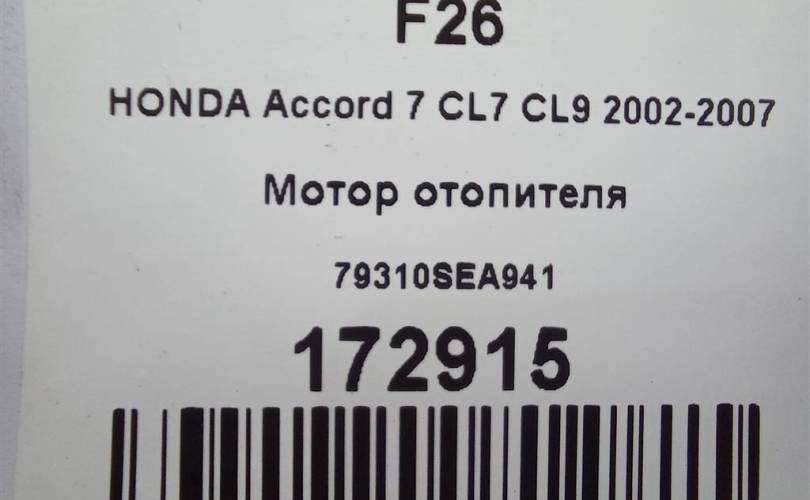 F26
HONDA Accord 7 CL7 CL9 2002-2007
Мотор отопителя
79310SEA941
172915